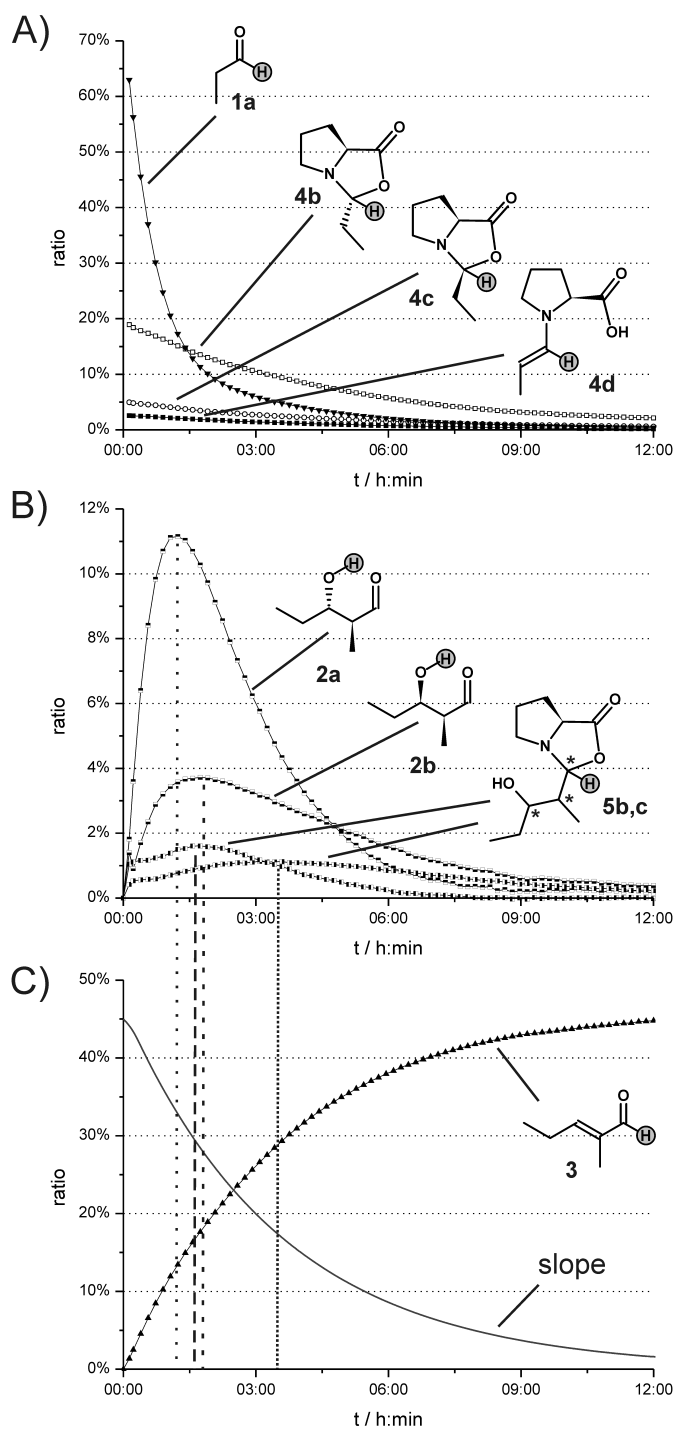 A)
70%
60%
50%
40%
30%
20%
10%
0%
ratio
00:00 03:00 06:00 09:00 12:00
t / h:min
O
H
1a
O
N
O
H
4b
O
N
O
H
4c
O
N
OH
H
4d
B)
12%
10%
8%
6%
4%
2%
0%
ratio
00:00 03:00 06:00 09:00 12:00
t / h:min
O H O
2a
O H O
2b
O
N
O
*
H
HO
*
*
5b,c
C)
50%
40%
30%
20%
10%
0%
ratio
00:00 03:00 06:00 09:00 12:00
t / h:min
O
H
3
slope